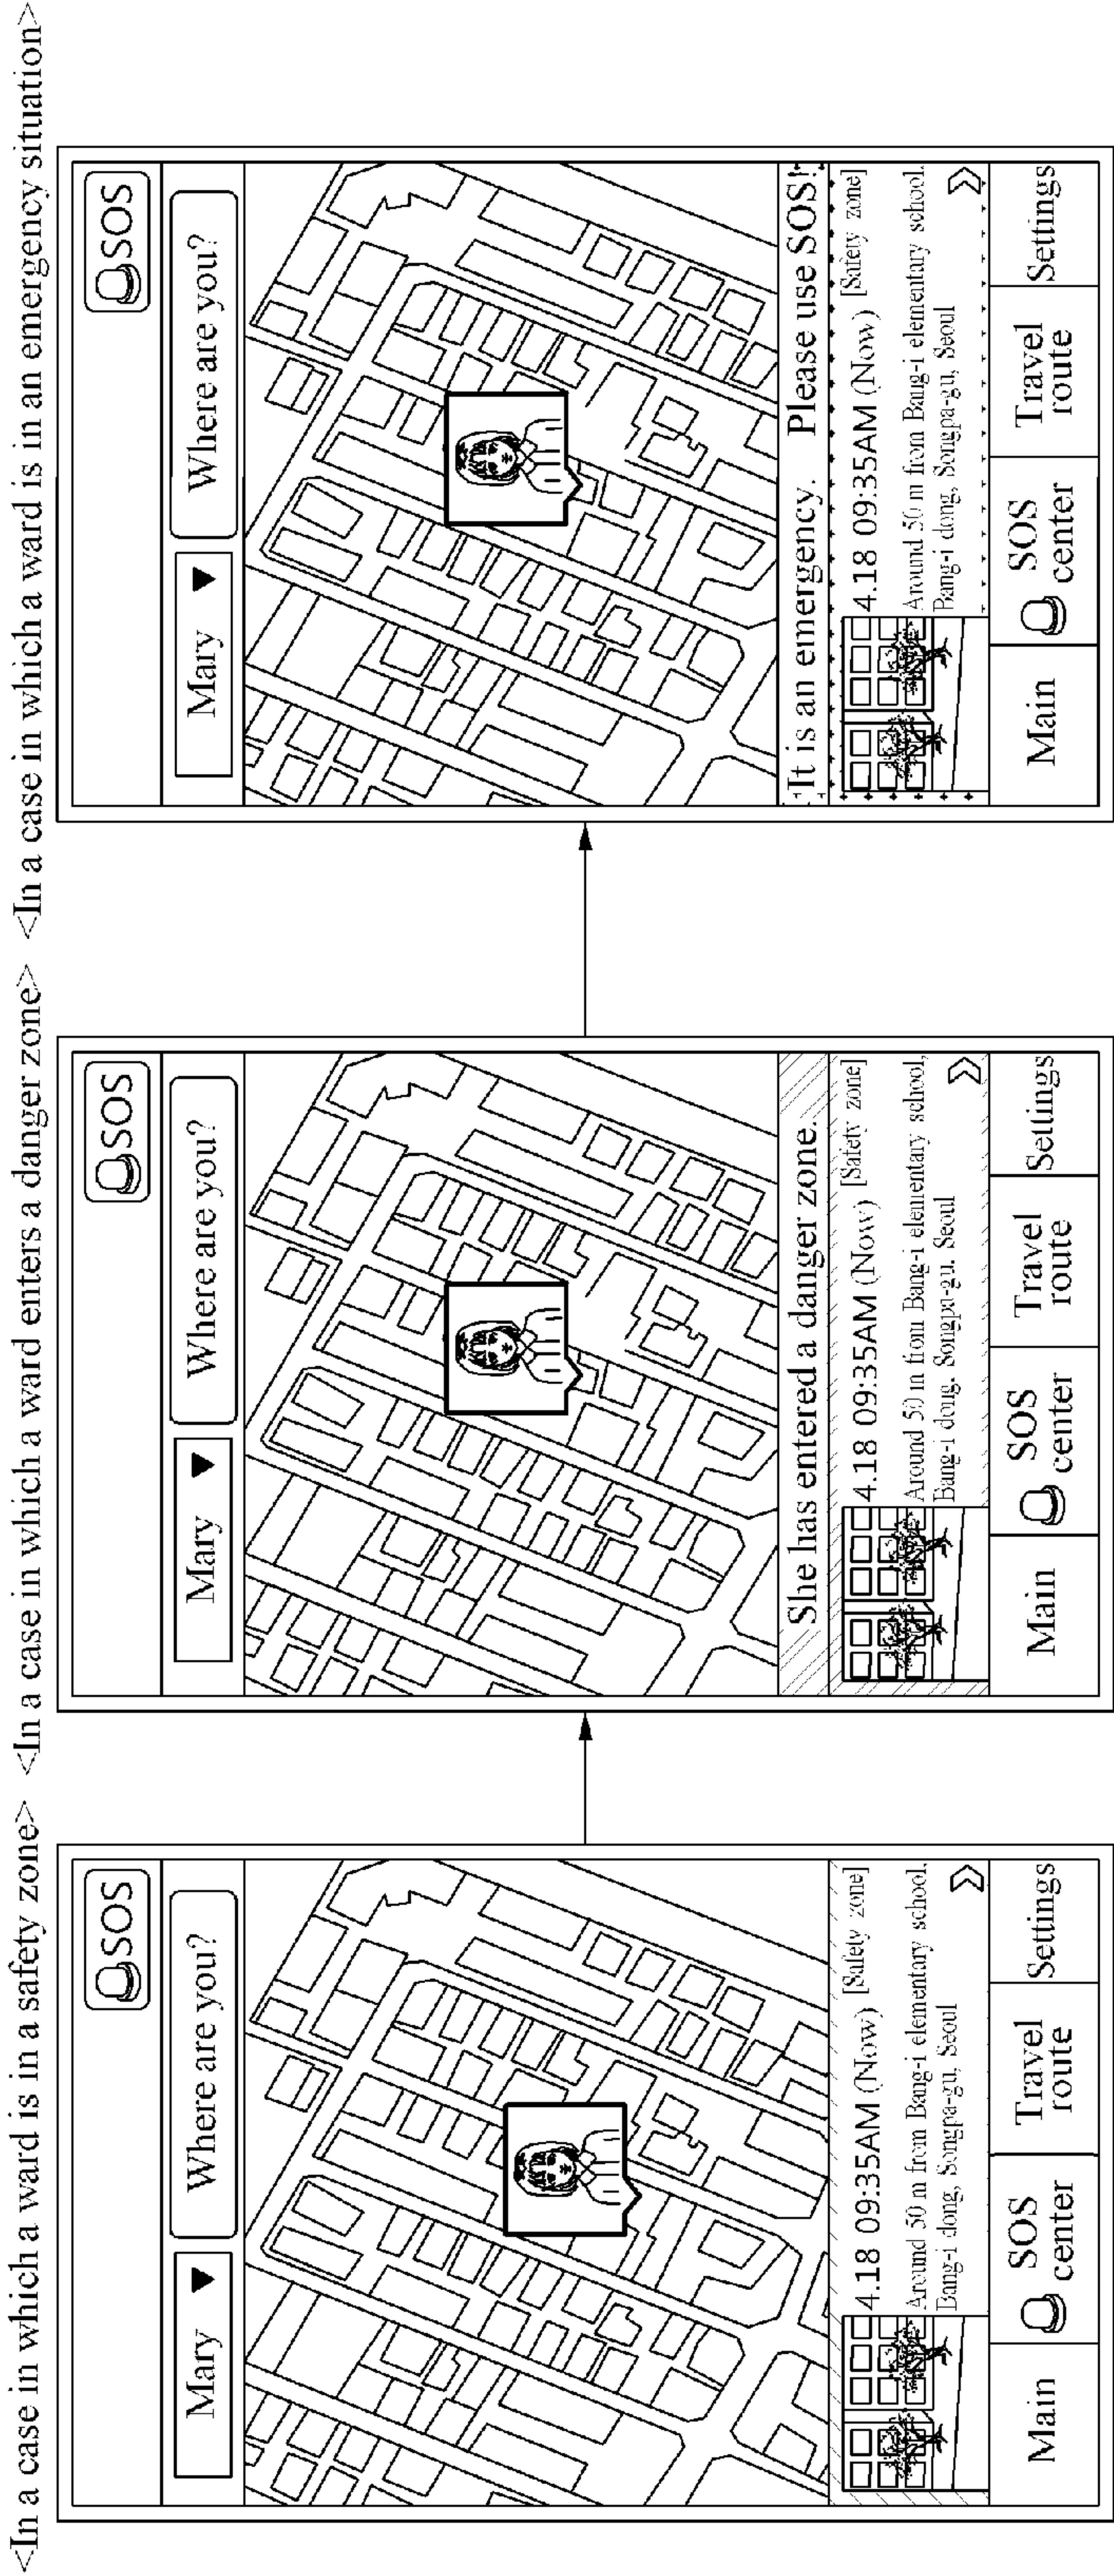 <In a case in which a ward is in a safety zone>
SOS
Mary ▼
Where are you?
4.18 09:35AM (Now) [Safety zone]
Around 50 m from Bang-i elementary school.
Bang-i dong, Songpa-gu, Seoul
Main
SOS
center
Travel
route
Settings
<In a case in which a ward enters a danger zone>
SOS
Mary ▼
Where are you?
She has entered a danger zone.
4.18 09:35AM (Now) [Safety zone]
Around 50 m from Bang-i elementary school,
Bang-i dong, Songpa-gu, Seoul
Main
SOS
center
Travel
route
Settings
<In a case in which a ward is in an emergency situation>
SOS
Mary ▼
Where are you?
It is an emergency. Please use SOS!
4.18 09:35AM (Now) [Safety zone]
Around 50 m from Bang-i elementary school.
Bang-i dong, Songpa-gu, Seoul
Main
SOS
center
Travel
route
Settings